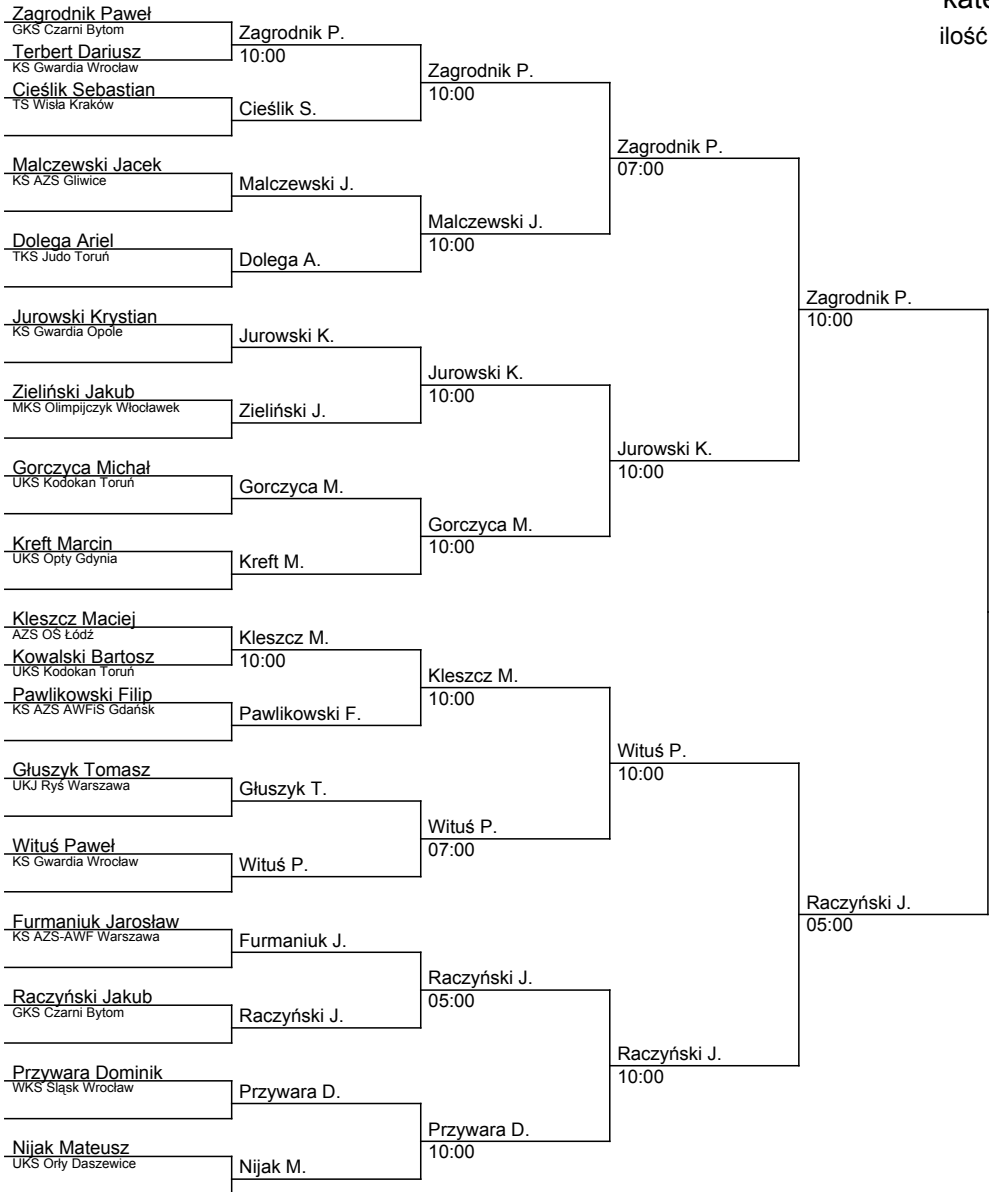 kate
ilość
Zagrodnik Paweł
GKS Czarni Bytom
Terbert Dariusz
KS Gwardia Wrocław
Cieślik Sebastian
TS Wisła Kraków
Malczewski Jacek
KS AZS Gliwice
Dolega Ariel
TKS Judo Toruń
Jurowski Krystian
KS Gwardia Opole
Zieliński Jakub
MKS Olimpijczyk Włocławek
Gorczyca Michał
UKS Kodokan Toruń
Kreft Marcin
UKS Opty Gdynia
Kleszcz Maciej
AZS OŚ Łódź
Kowalski Bartosz
UKS Kodokan Toruń
Pawlikowski Filip
KS AZS AWFiS Gdańsk
Głuszyk Tomasz
UKJ Ryś Warszawa
Wituś Paweł
KS Gwardia Wrocław
Furmaniuk Jarosław
KS AZS-AWF Warszawa
Raczyński Jakub
GKS Czarni Bytom
Przywara Dominik
WKS Śląsk Wrocław
Nijak Mateusz
UKS Orły Daszewice
Zagrodnik P.
10:00
Cieślik S.
Malczewski J.
Dolega A.
Jurowski K.
Zieliński J.
Gorczyca M.
Kreft M.
Kleszcz M.
10:00
Pawlikowski F.
Głuszyk T.
Wituś P.
Furmaniuk J.
Raczyński J.
Przywara D.
Nijak M.
Zagrodnik P.
10:00
Malczewski J.
10:00
Jurowski K.
10:00
Gorczyca M.
10:00
Kleszcz M.
10:00
Wituś P.
07:00
Raczyński J.
05:00
Przywara D.
10:00
Zagrodnik P.
07:00
Jurowski K.
10:00
Wituś P.
10:00
Raczyński J.
10:00
Zagrodnik P.
10:00
Raczyński J.
05:00